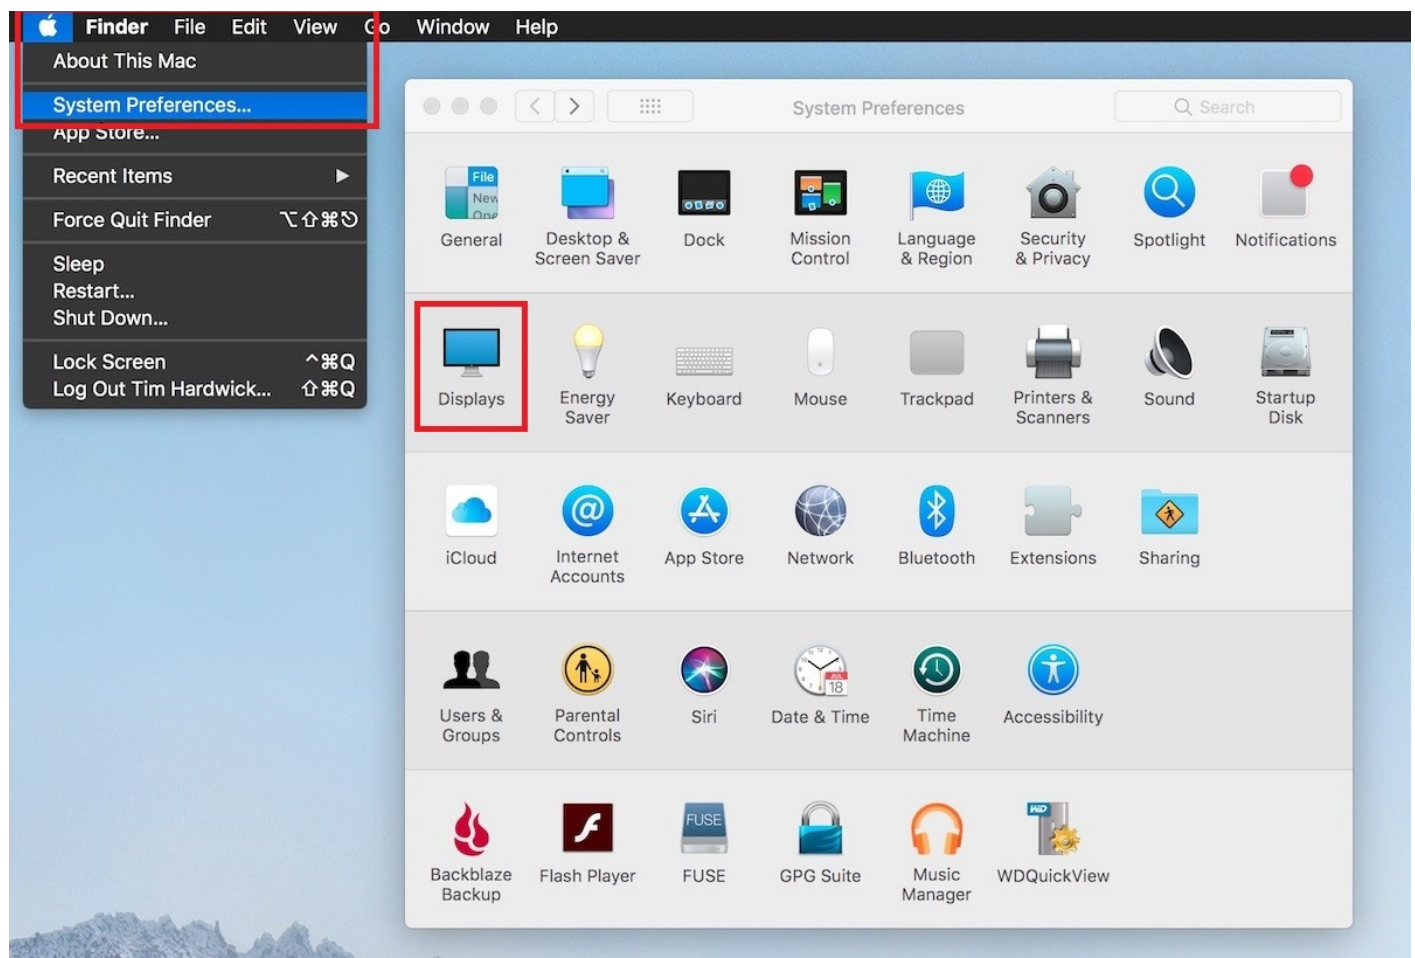 Finder File Edit View Go Window Help
About This Mac
System Preferences...
App Store...
Recent Items ▶
Force Quit Finder ⌥⇧⌘⎋
Sleep
Restart...
Shut Down...
Lock Screen ^⌘Q
Log Out Tim Hardwick... ⇧⌘Q
System Preferences
Search
File
New
Ope
General
Desktop &
Screen Saver
Dock
Mission
Control
Language
& Region
Security
& Privacy
Spotlight
Notifications
Displays
Energy
Saver
Keyboard
Mouse
Trackpad
Printers &
Scanners
Sound
Startup
Disk
iCloud
@
Internet
Accounts
App Store
Network
Bluetooth
Extensions
Sharing
Users &
Groups
Parental
Controls
Siri
JUL
18
Date & Time
Time
Machine
Accessibility
Backblaze
Backup
Flash Player
FUSE
FUSE
GPG Suite
Music
Manager
WD
WDQuickView